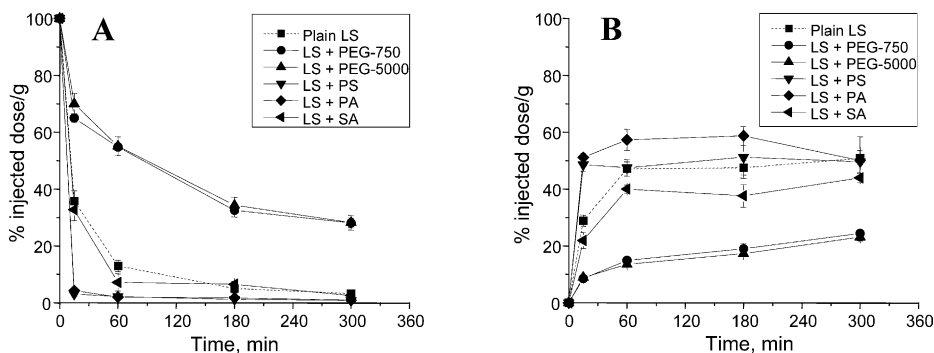 A
Plain LS
LS + PEG-750
LS + PEG-5000
LS + PS
LS + PA
LS + SA
% injected dose/g
100
80
60
40
20
0
0 60 120 180 240 300 360
Time, min
B
Plain LS
LS + PEG-750
LS + PEG-5000
LS + PS
LS + PA
LS + SA
% injected dose/g
100
80
60
40
20
0
0 60 120 180 240 300 360
Time, min